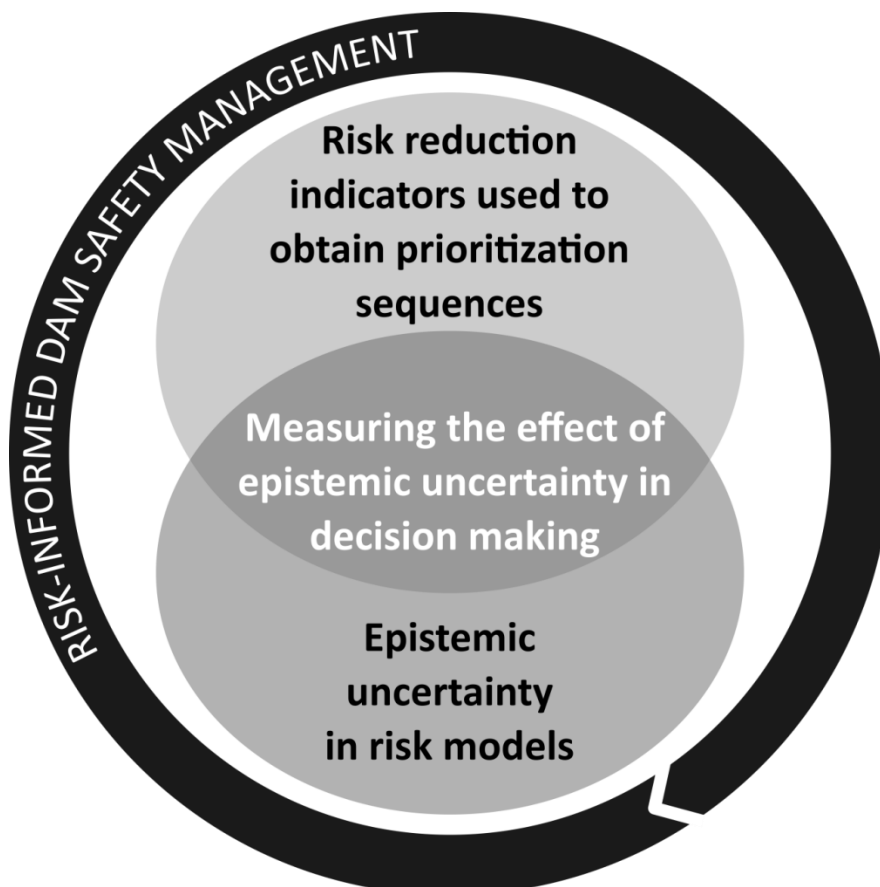 RISK-INFORMED DAM SAFETY MANAGEMENT
Risk reduction
indicators used to
obtain prioritization
sequences
Measuring the effect of
epistemic uncertainty in
decision making
Epistemic
uncertainty
in risk models